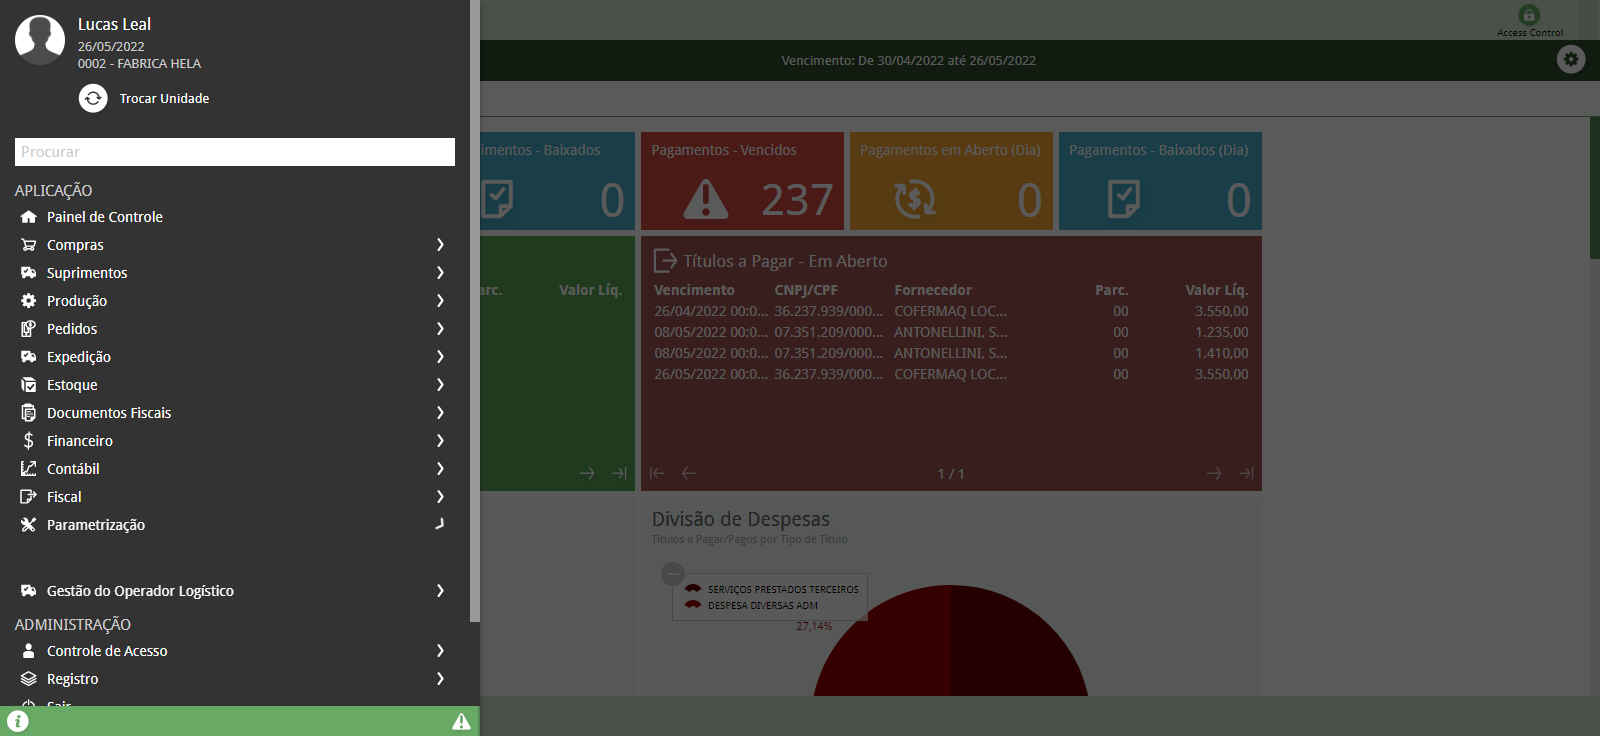 Lucas Leal
26/05/2022
0002 - FABRICA HELA
Trocar Unidade
Procurar
APLICAÇÃO
Painel de Controle
Compras
Suprimentos
Produção
Pedidos
Expedição
Estoque
Documentos Fiscais
Financeiro
Contábil
Fiscal
Parametrização
Gestão do Operador Logístico
ADMINISTRAÇÃO
Controle de Acesso
Registro
Sair
Access Control
Vencimento: De 30/04/2022 até 26/05/2022
imentos - Baixados
0
Pagamentos - Vencidos
237
Pagamentos em Aberto (Dia)
0
Pagamentos - Baixados (Dia)
0
arc. Valor Líq.
Títulos a Pagar - Em Aberto
Vencimento CNPJ/CPF Fornecedor Parc. Valor Líq.
26/04/2022 00:0... 36.237.939/000... COFERMAQ LOC... 00 3.550,00
08/05/2022 00:0... 07.351.209/000... ANTONELLINI, S... 00 1.235,00
08/05/2022 00:0... 07.351.209/000... ANTONELLINI, S... 00 1.410,00
26/05/2022 00:0... 36.237.939/000... COFERMAQ LOC... 00 3.550,00
1 / 1
Divisão de Despesas
Títulos a Pagar/Pagos por Tipo de Título
SERVIÇOS PRESTADOS TERCEIROS
DESPESA DIVERSAS ADM
27,14%